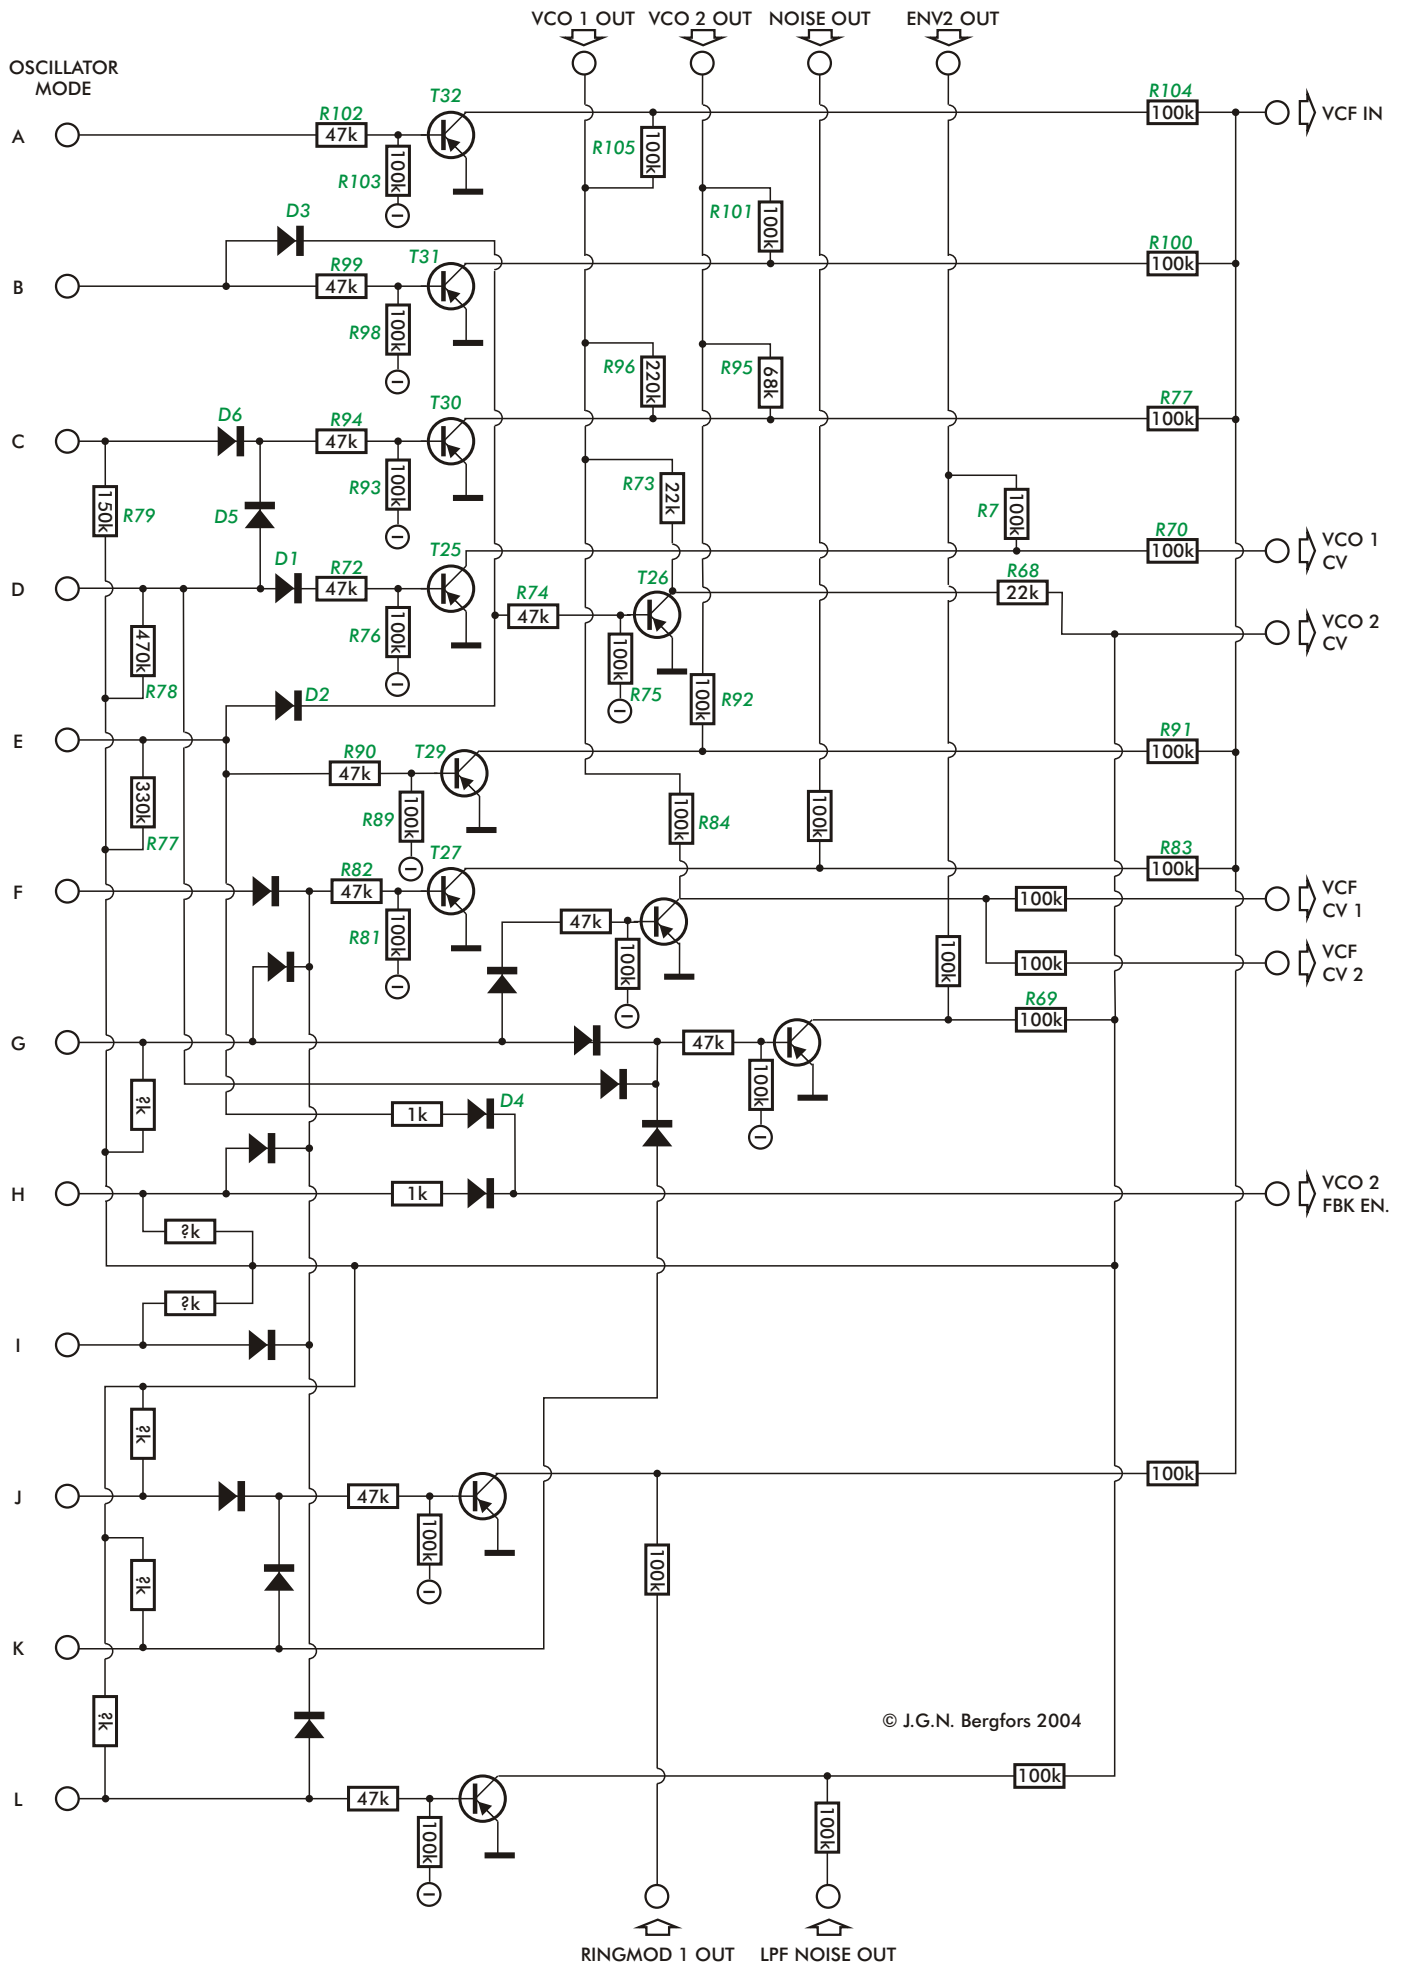 VCO 1 OUT VCO 2 OUT NOISE OUT ENV2 OUT
OSCILLATOR
MODE
T32 R104
R102 100k VCF IN
A 47k
R105 100k
R103 100k
D3 R101 100k
T31 R100
R99 100k
B 47k
R98 100k
R96 220k R95 68k
T30 R77
D6 R94 100k
C 47k
R79 150k D5 R93 100k R73 22k R7 100k
T25 R70 VCO 1
D1 R72 100k CV
D 47k T26 R68
R74 22k
47k
R76 100k VCO 2
CV
470k R78 100k R75 100k R92
D2
E R91
R90 T29 100k
47k
330k R77 R89 100k 100k R84 100k
T27 R83
R82 100k
F 47k 100k VCF
CV 1
R81 100k 47k
100k 100k 100k VCF
CV 2
R69
G 47k 100k
?k 100k
1k D4
H 1k VCO 2
FBK EN.
?k
?k
I
?k
100k
J 47k
?k 100k 100k
K
?k
© J.G.N. Bergfors 2004
100k
L 47k
100k 100k
RINGMOD 1 OUT LPF NOISE OUT